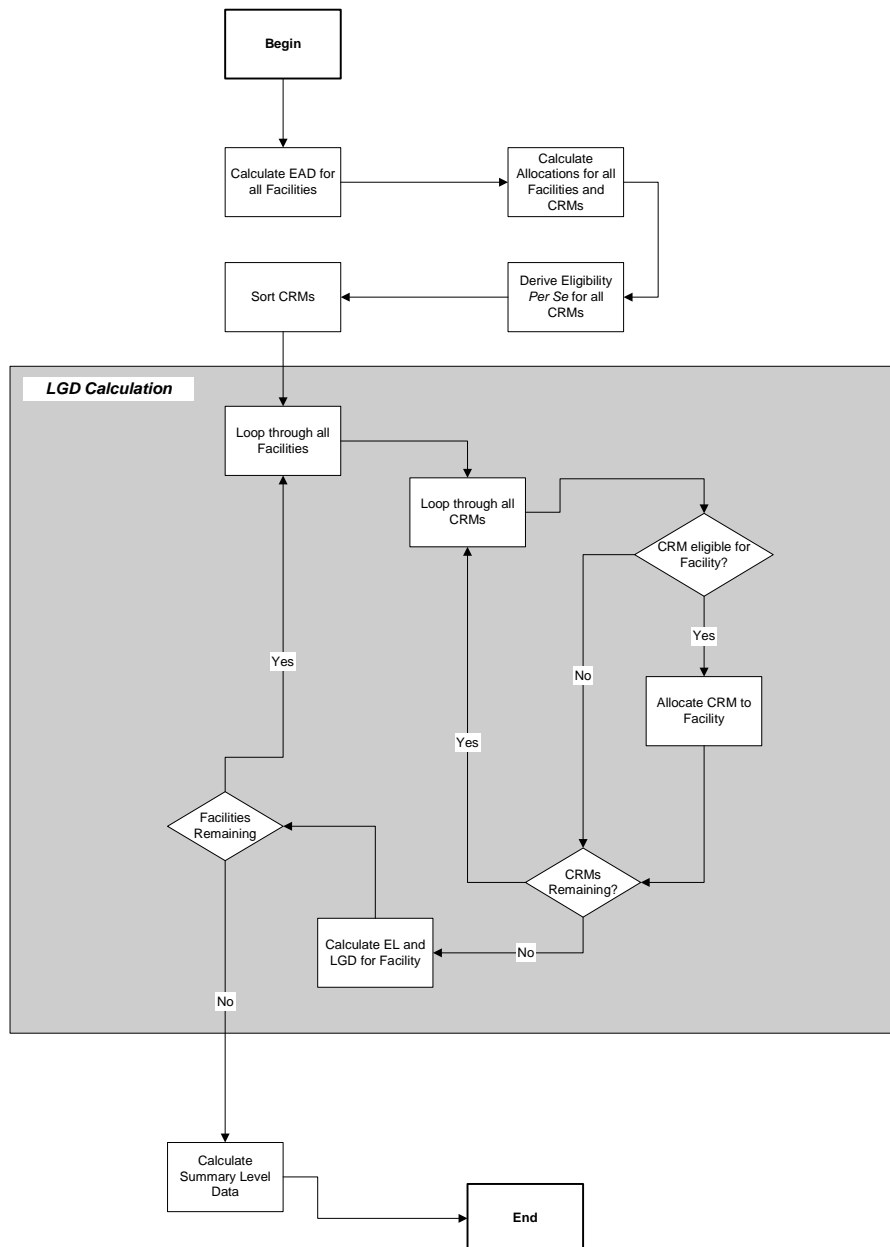 Begin
Calculate EAD for
all Facilities
Calculate
Allocations for all
Facilities and
CRMs
Sort CRMs
Derive Eligibility
Per Se for all
CRMs
LGD Calculation
Loop through all
Facilities
Loop through all
CRMs
CRM eligible for
Facility?
Yes
No
Yes
Allocate CRM to
Facility
Yes
Facilities
Remaining
CRMs
Remaining?
Calculate EL and
LGD for Facility
No
No
Calculate
Summary Level
Data
End